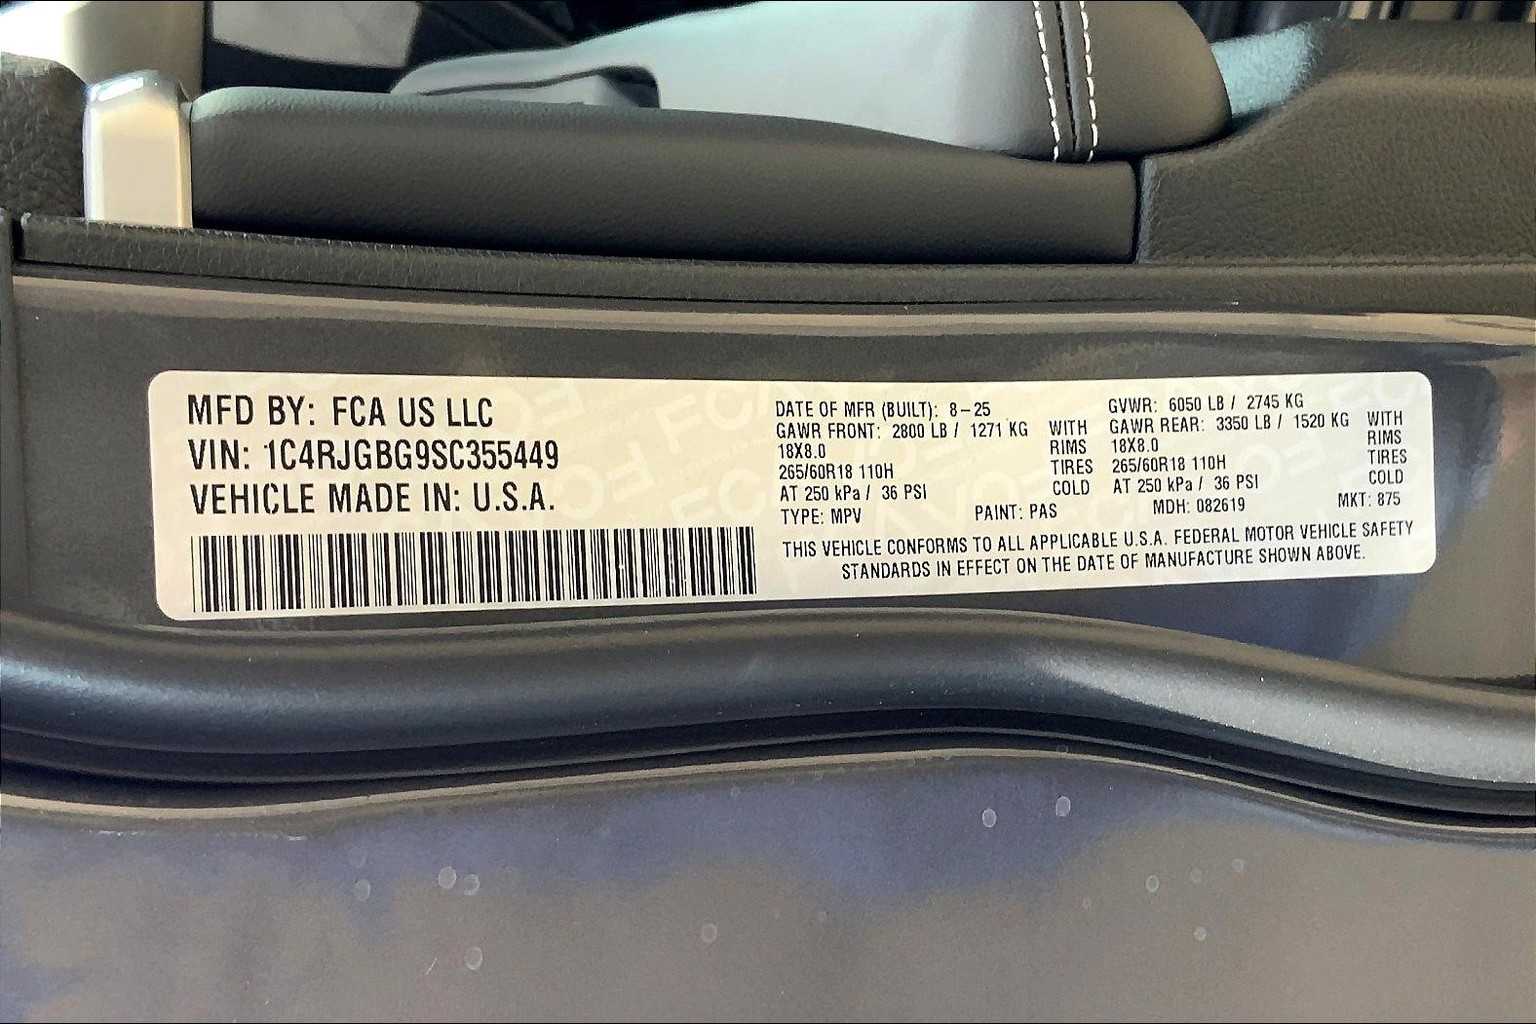 MFD BY: FCA US LLC
VIN: 1C4RJGBG9SC355449
VEHICLE MADE IN: U.S.A.
DATE OF MFR (BUILT): 8-25 GVWR: 6050 LB / 2745 KG
GAWR FRONT: 2800 LB / 1271 KG WITH GAWR REAR: 3350 LB / 1520 KG WITH
18X8.0 RIMS 18X8.0 RIMS
265/60R18 110H TIRES 265/60R18 110H TIRES
AT 250 kPa / 36 PSI COLD AT 250 kPa / 36 PSI COLD
TYPE: MPV PAINT: PAS MDH: 082619 MKT: 875
THIS VEHICLE CONFORMS TO ALL APPLICABLE U.S.A. FEDERAL MOTOR VEHICLE SAFETY
STANDARDS IN EFFECT ON THE DATE OF MANUFACTURE SHOWN ABOVE.